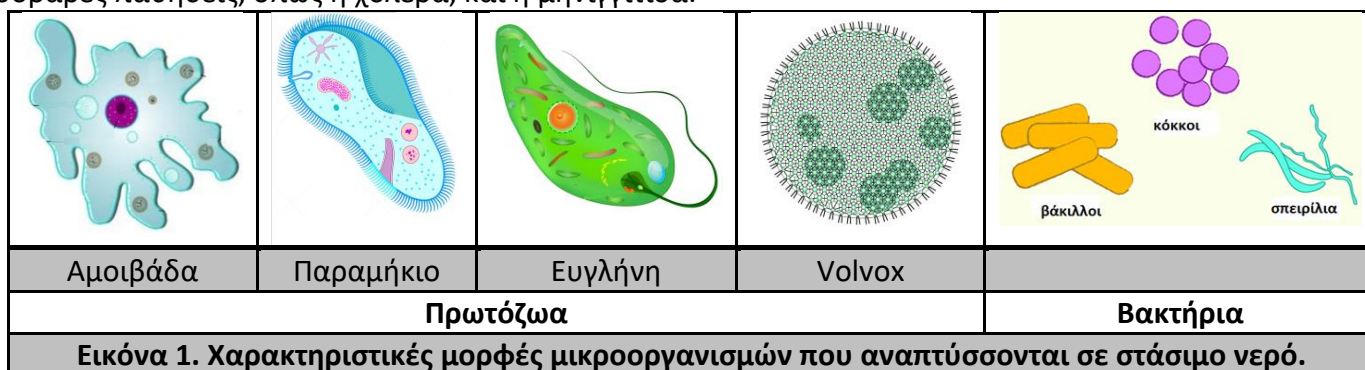 κόκκοι
βάκιλλοι
σπειρίλια
Αμοιβάδα Παραμήκιο Ευγλήνη Volvox
Πρωτόζωα Βακτήρια
Εικόνα 1. Χαρακτηριστικές μορφές μικροοργανισμών που αναπτύσσονται σε στάσιμο νερό.